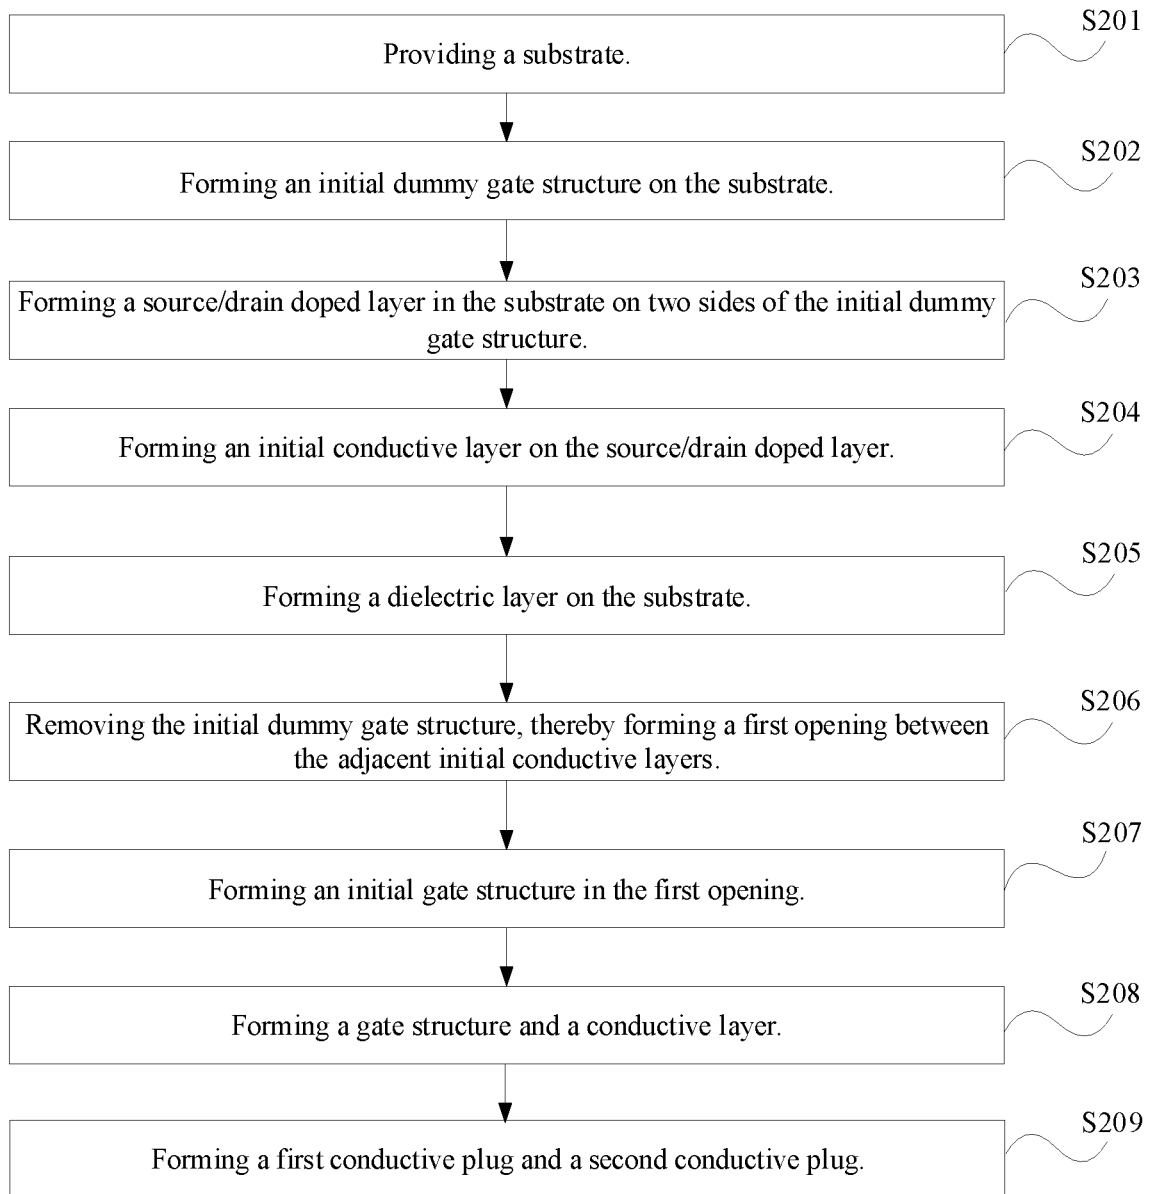 S201
Providing a substrate.
S202
Forming an initial dummy gate structure on the substrate.
S203
Forming a source/drain doped layer in the substrate on two sides of the initial dummy
gate structure.
S204
Forming an initial conductive layer on the source/drain doped layer.
S205
Forming a dielectric layer on the substrate.
S206
Removing the initial dummy gate structure, thereby forming a first opening between
the adjacent initial conductive layers.
S207
Forming an initial gate structure in the first opening.
S208
Forming a gate structure and a conductive layer.
S209
Forming a first conductive plug and a second conductive plug.